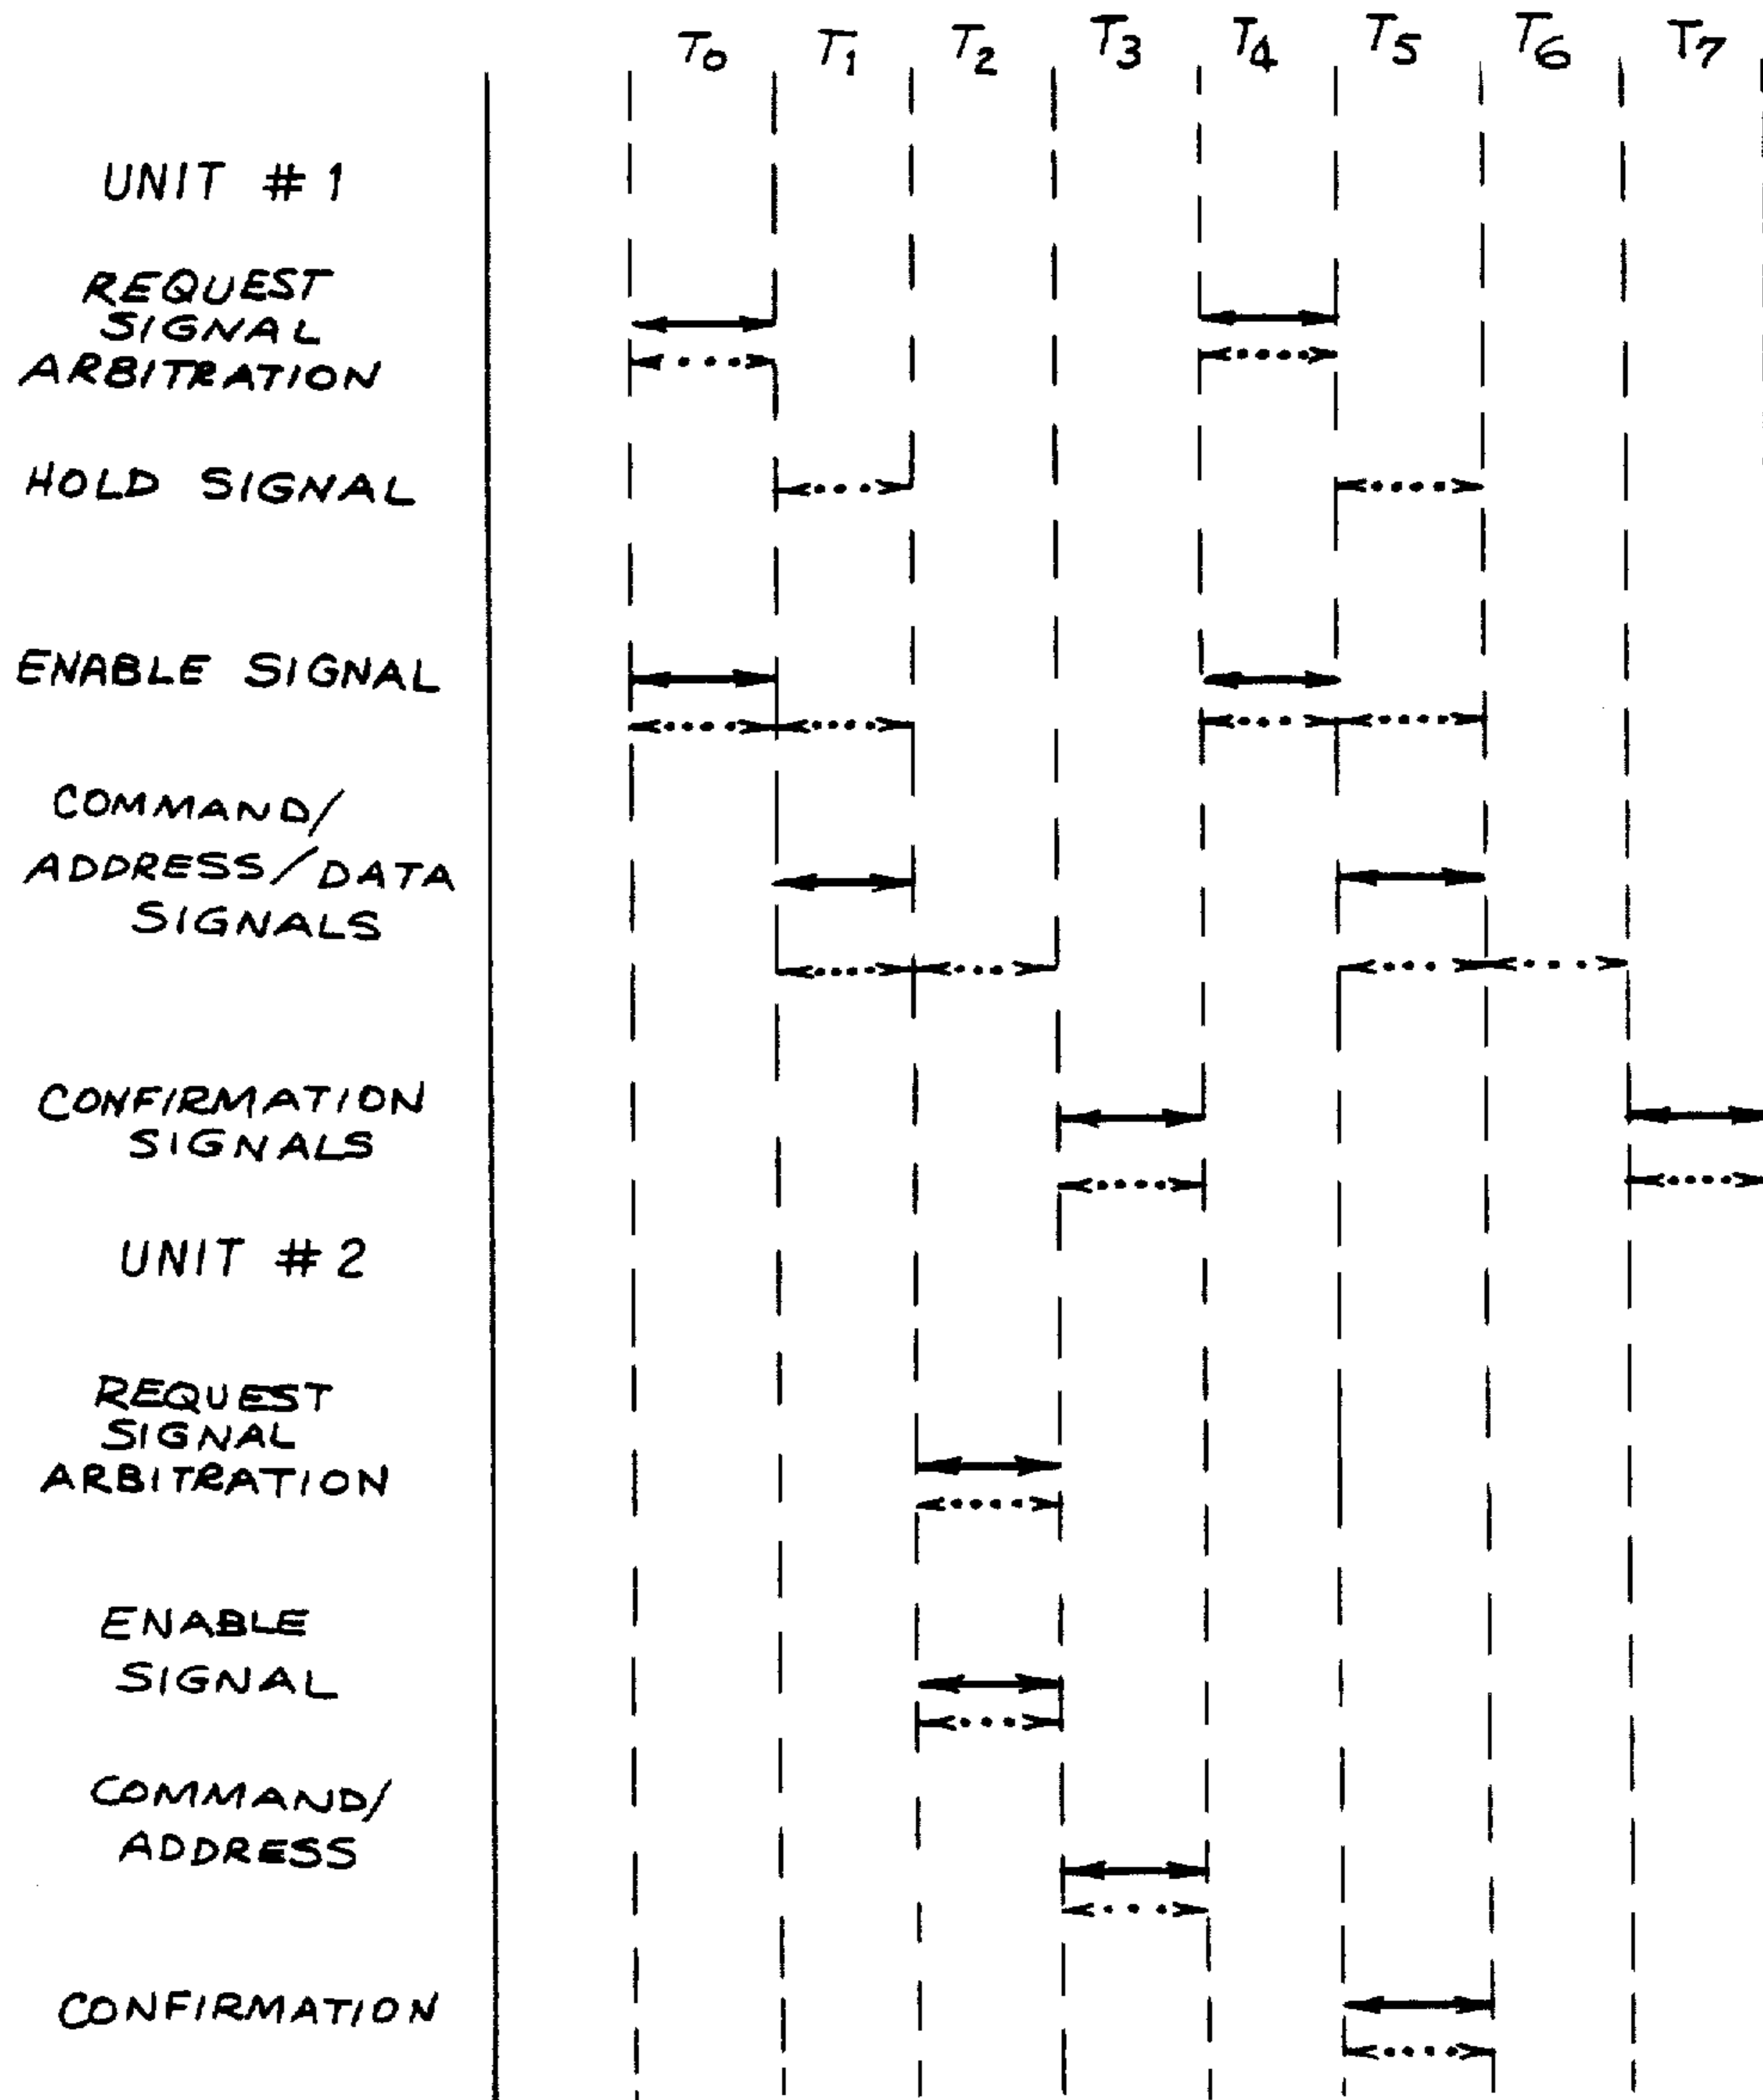 T0 T1 T2 T3 T4 T5 T6 T7
UNIT #1
REQUEST
SIGNAL
ARBITRATION
HOLD SIGNAL
ENABLE SIGNAL
COMMAND/
ADDRESS/DATA
SIGNALS
CONFIRMATION
SIGNALS
UNIT #2
REQUEST
SIGNAL
ARBITRATION
ENABLE
SIGNAL
COMMAND/
ADDRESS
CONFIRMATION